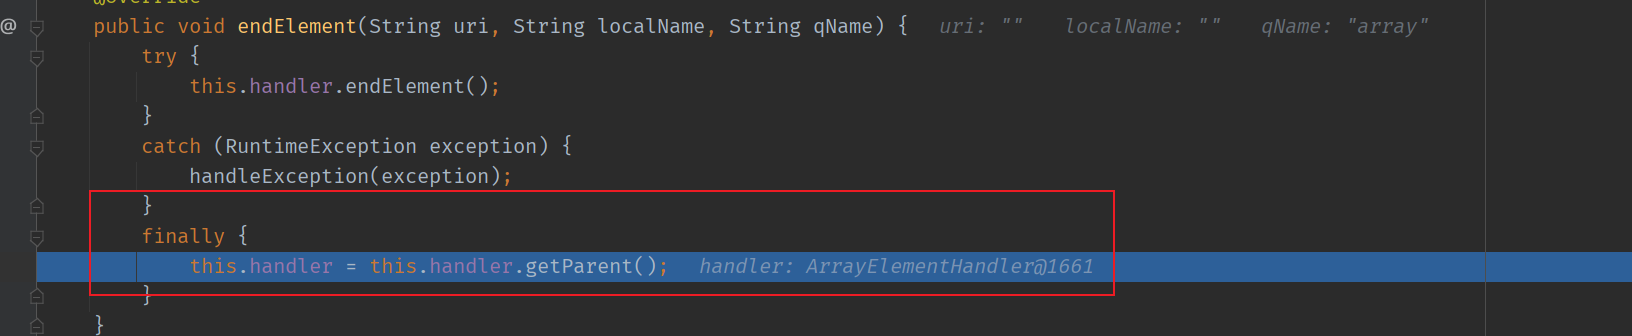 @Override
@ public void endElement(String uri, String localName, String qName) { uri: "" localName: "" qName: "array"
try {
this.handler.endElement();
}
catch (RuntimeException exception) {
handleException(exception);
}
finally {
this.handler = this.handler.getParent(); handler: ArrayElementHandler@1661
}
}